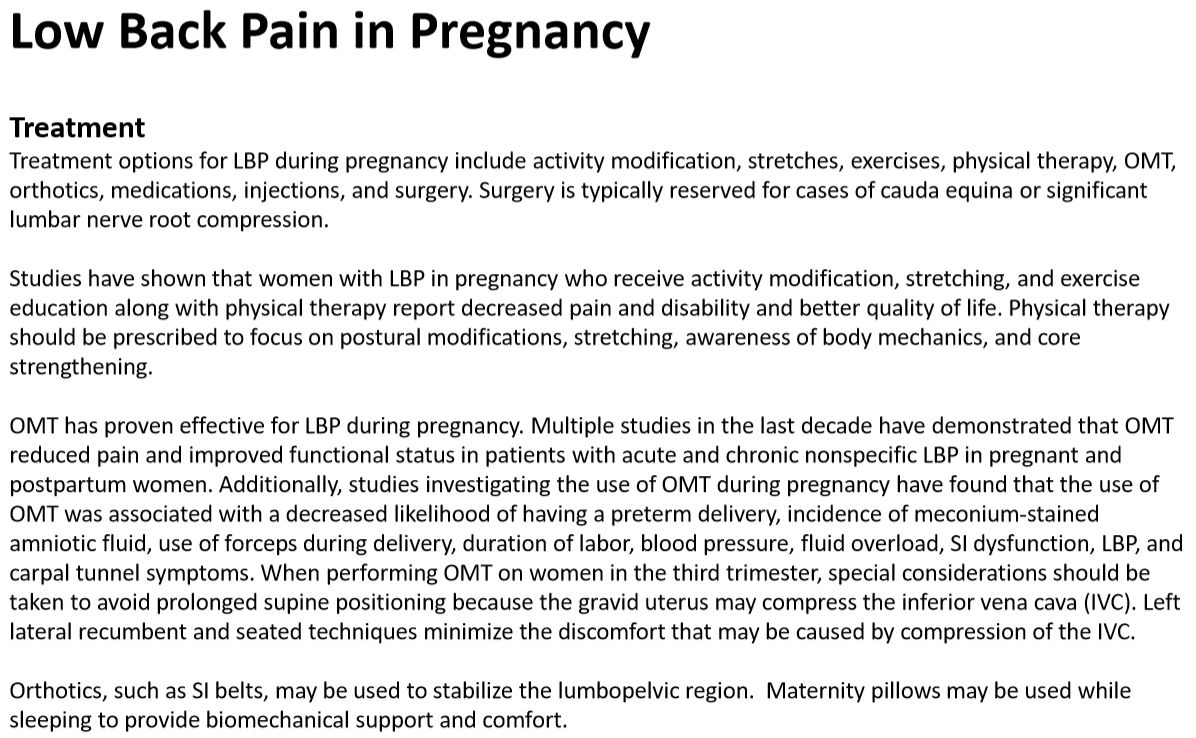 Low Back Pain in Pregnancy
Treatment
Treatment options for LBP during pregnancy include activity modification, stretches, exercises, physical therapy, OMT,
orthotics, medications, injections, and surgery. Surgery is typically reserved for cases of cauda equina or significant
lumbar nerve root compression.
Studies have shown that women with LBP in pregnancy who receive activity modification, stretching, and exercise
education along with physical therapy report decreased pain and disability and better quality of life. Physical therapy
should be prescribed to focus on postural modifications, stretching, awareness of body mechanics, and core
strengthening.
OMT has proven effective for LBP during pregnancy. Multiple studies in the last decade have demonstrated that OMT
reduced pain and improved functional status in patients with acute and chronic nonspecific LBP in pregnant and
postpartum women. Additionally, studies investigating the use of OMT during pregnancy have found that the use of
OMT was associated with a decreased likelihood of having a preterm delivery, incidence of meconium-stained
amniotic fluid, use of forceps during delivery, duration of labor, blood pressure, fluid overload, SI dysfunction, LBP, and
carpal tunnel symptoms. When performing OMT on women in the third trimester, special considerations should be
taken to avoid prolonged supine positioning because the gravid uterus may compress the inferior vena cava (IVC). Left
lateral recumbent and seated techniques minimize the discomfort that may be caused by compression of the IVC.
Orthotics, such as SI belts, may be used to stabilize the lumbopelvic region.  Maternity pillows may be used while
sleeping to provide biomechanical support and comfort.